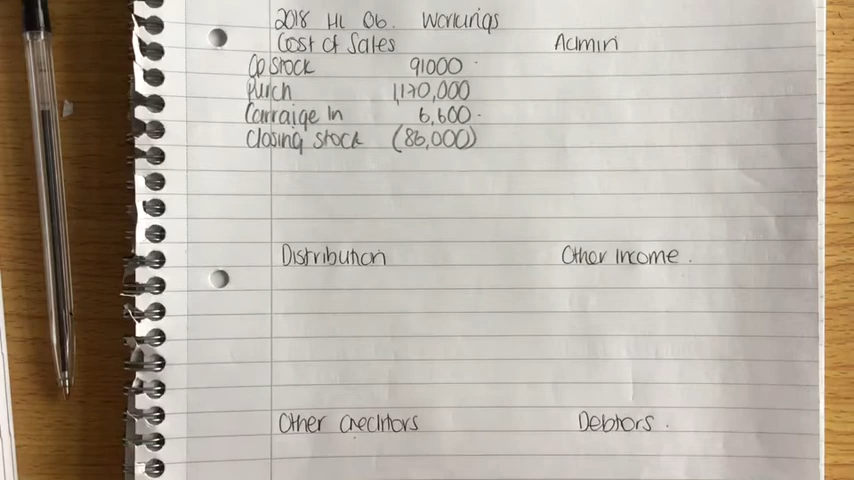 2018 HL Q6. Workings
Cost of Sales Admin
Op Stock 91000
Purch 1,170,000
Carraige In 6,600
Closing Stock (86,000)
Distribution Other Income.
Other Creditors Debtors.